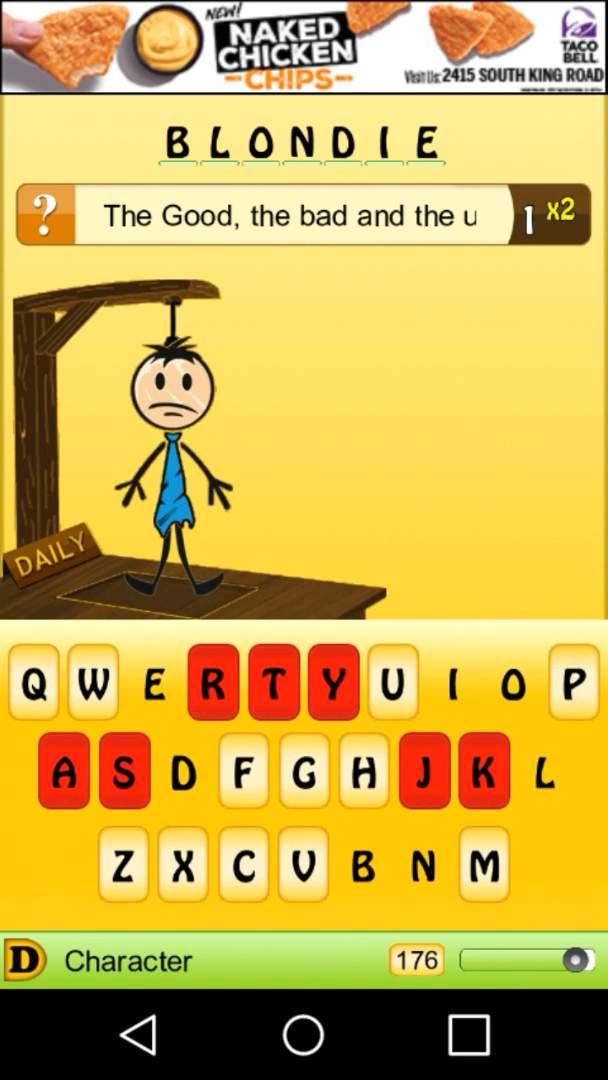 NEW!
NAKED
CHICKEN
CHIPS
TACO
BELL
Visit Us: 2415 SOUTH KING ROAD
BLONDIE
? The Good, the bad and the u 1 x2
DAILY
Q W E R T Y U I O P
A S D F G H J K L
Z X C V B N M
D Character 176